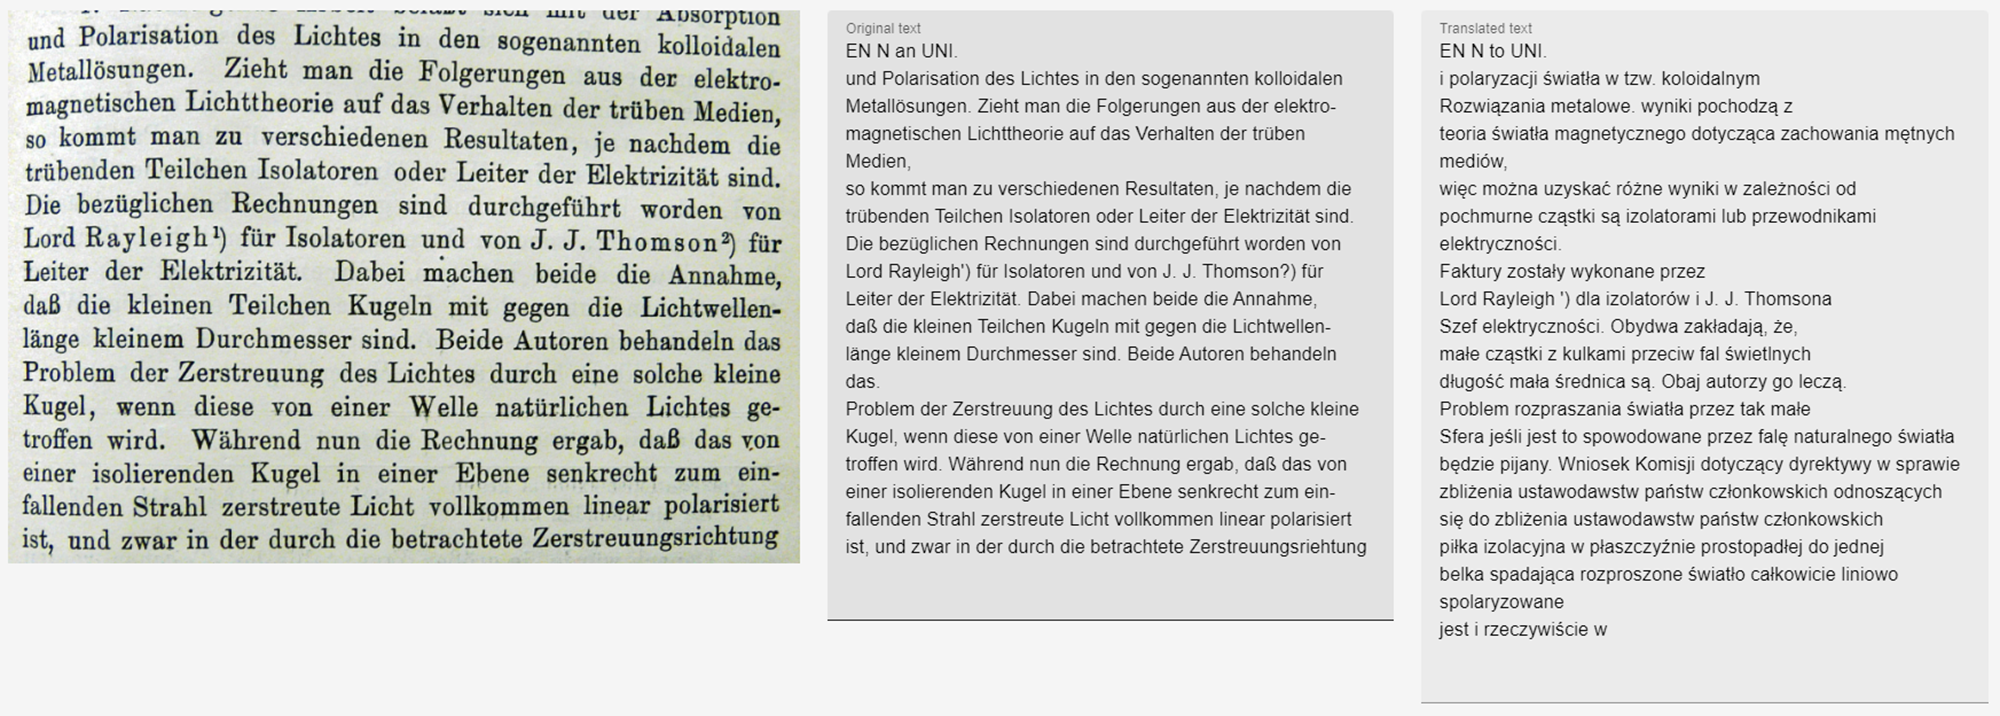 sich mit der Absorption
und Polarisation des Lichtes in den sogenannten kolloidalen
Metallösungen. Zieht man die Folgerungen aus der elektro-
magnetischen Lichttheorie auf das Verhalten der trüben Medien,
so kommt man zu verschiedenen Resultaten, je nachdem die
trübenden Teilchen Isolatoren oder Leiter der Elektrizität sind.
Die bezüglichen Rechnungen sind durchgeführt worden von
Lord Rayleigh¹) für Isolatoren und von J. J. Thomson²) für
Leiter der Elektrizität. Dabei machen beide die Annahme,
daß die kleinen Teilchen Kugeln mit gegen die Lichtwellen-
länge kleinem Durchmesser sind. Beide Autoren behandeln das
Problem der Zerstreuung des Lichtes durch eine solche kleine
Kugel, wenn diese von einer Welle natürlichen Lichtes ge-
troffen wird. Während nun die Rechnung ergab, daß das von
einer isolierenden Kugel in einer Ebene senkrecht zum ein-
fallenden Strahl zerstreute Licht vollkommen linear polarisiert
ist, und zwar in der durch die betrachtete Zerstreuungsrichtung
Original text
EN N an UNI.
und Polarisation des Lichtes in den sogenannten kolloidalen
Metallösungen. Zieht man die Folgerungen aus der elektro-
magnetischen Lichttheorie auf das Verhalten der trüben
Medien,
so kommt man zu verschiedenen Resultaten, je nachdem die
trübenden Teilchen Isolatoren oder Leiter der Elektrizität sind.
Die bezüglichen Rechnungen sind durchgeführt worden von
Lord Rayleigh') für Isolatoren und von J. J. Thomson?) für
Leiter der Elektrizität. Dabei machen beide die Annahme,
daß die kleinen Teilchen Kugeln mit gegen die Lichtwellen-
länge kleinem Durchmesser sind. Beide Autoren behandeln
das.
Problem der Zerstreuung des Lichtes durch eine solche kleine
Kugel, wenn diese von einer Welle natürlichen Lichtes ge-
troffen wird. Während nun die Rechnung ergab, daß das von
einer isolierenden Kugel in einer Ebene senkrecht zum ein-
fallenden Strahl zerstreute Licht vollkommen linear polarisiert
ist, und zwar in der durch die betrachtete Zerstreuungsriehtung
Translated text
EN N to UNI.
i polaryzacji światła w tzw. koloidalnym
Rozwiązania metalowe. wyniki pochodzą z
teoria światła magnetycznego dotycząca zachowania mętnych
mediów,
więc można uzyskać różne wyniki w zależności od
pochmurne cząstki są izolatorami lub przewodnikami
elektryczności.
Faktury zostały wykonane przez
Lord Rayleigh ') dla izolatorów i J. J. Thomsona
Szef elektryczności. Obydwa zakładają, że,
małe cząstki z kulkami przeciw fal świetlnych
długość mała średnica są. Obaj autorzy go leczą.
Problem rozpraszania światła przez tak małe
Sfera jeśli jest to spowodowane przez falę naturalnego światła
będzie pijany. Wniosek Komisji dotyczący dyrektywy w sprawie
zbliżenia ustawodawstw państw członkowskich odnoszących
się do zbliżenia ustawodawstw państw członkowskich
piłka izolacyjna w płaszczyźnie prostopadłej do jednej
belka spadająca rozproszone światło całkowicie liniowo
spolaryzowane
jest i rzeczywiście w